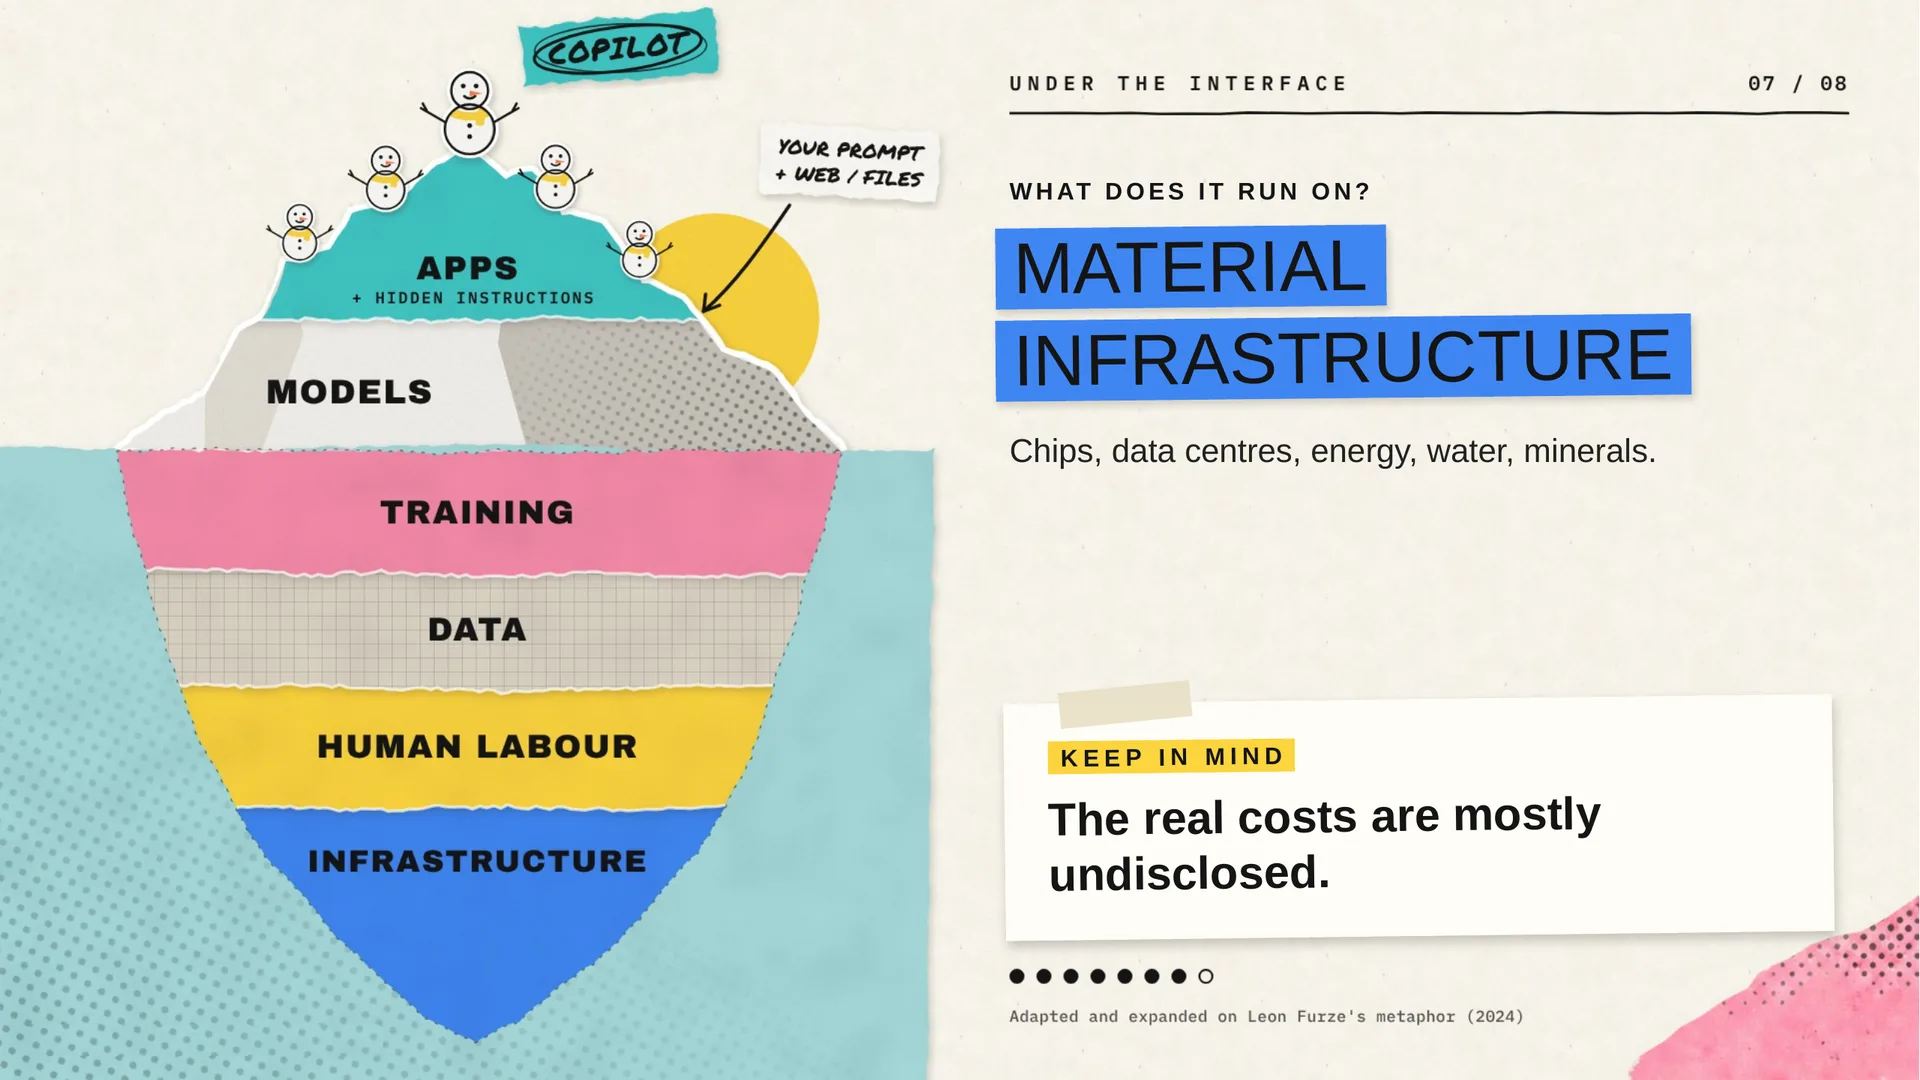 COPILOT
YOUR PROMPT
+ WEB / FILES
APPS
+ HIDDEN INSTRUCTIONS
MODELS
TRAINING
DATA
HUMAN LABOUR
INFRASTRUCTURE
UNDER THE INTERFACE
07 / 08
WHAT DOES IT RUN ON?
MATERIAL
INFRASTRUCTURE
Chips, data centres, energy, water, minerals.
KEEP IN MIND
The real costs are mostly
undisclosed.
Adapted and expanded on Leon Furze's metaphor (2024)